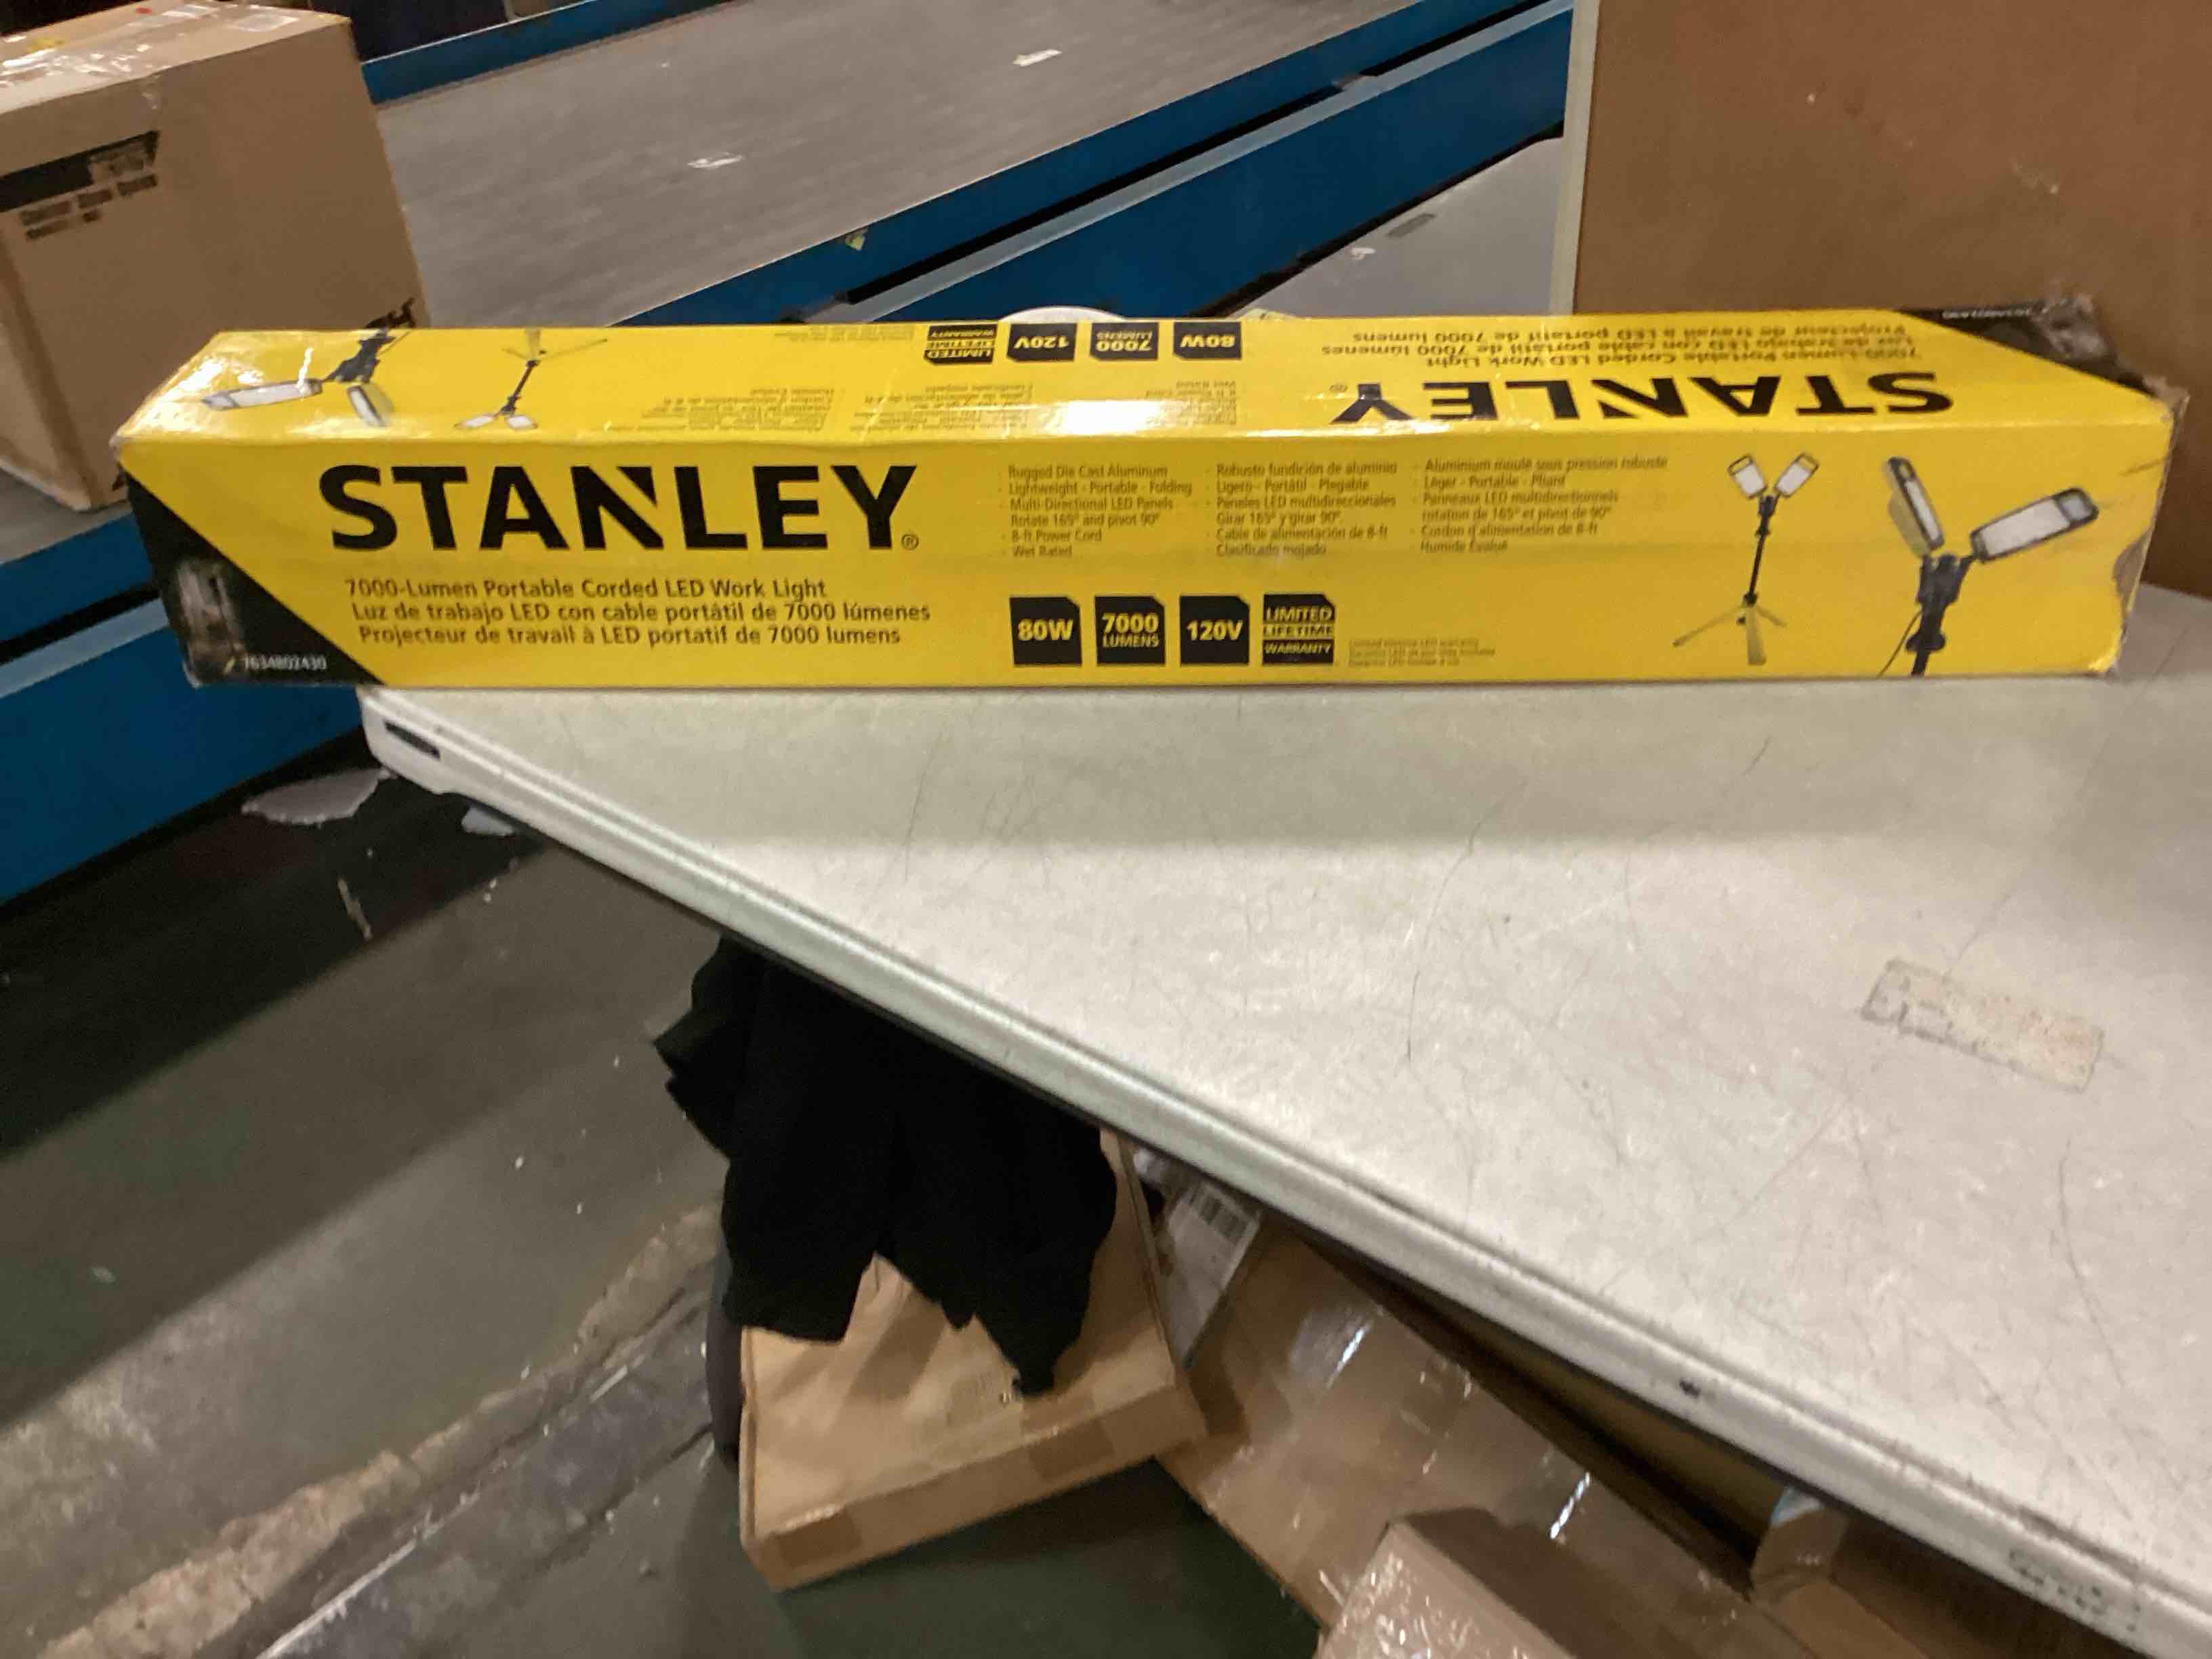 STANLEY®
7000-Lumen Portable Corded LED Work Light
Luz de trabajo LED con cable portátil de 7000 lúmenes
Projecteur de travail à LED portatif de 7000 lumens
7634802430
- Rugged Die Cast Aluminum
- Lightweight - Portable - Folding
- Multi-Directional LED Panels
Rotate 165° and pivot 90°
- 8-ft Power Cord
- Wet Rated
- Robusto fundición de aluminio
- Ligero - Portátil - Plegable
- Paneles LED multidireccionales
Girar 165° y girar 90°
- Cable de alimentación de 8-ft
Clasificado mojado
- Aluminium moulé sous pression robuste
- Léger - Portable - Pliant
- Panneaux LED multidirectionnels
rotation de 165° et pivot de 90°
- Cordon d'alimentation de 8-ft
Humide Évalué
80W
7000
LUMENS
120V
LIMITED
LIFETIME
WARRANTY
STANLEY®
7000-Lumen Portable Corded LED Work Light
Luz de trabajo LED con cable portátil de 7000 lúmenes
Projecteur de travail à LED portatif de 7000 lumens
80W
7000
LUMENS
120V
LIMITED
LIFETIME
WARRANTY